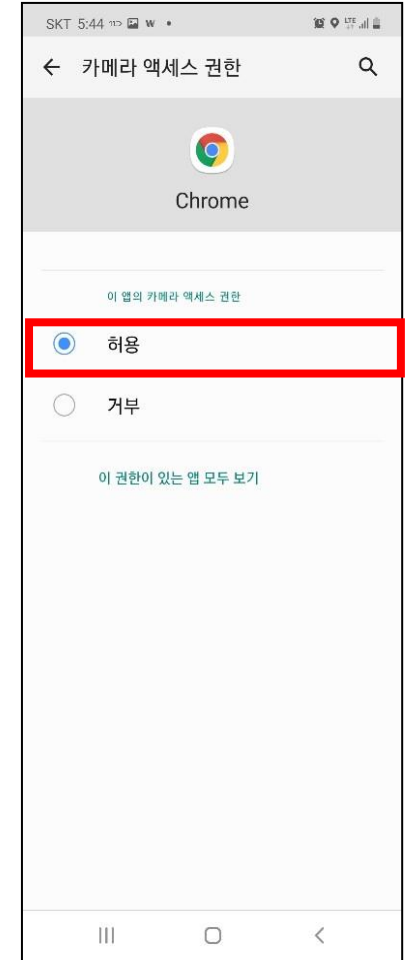 SKT 5:44 W
LTE
카메라 액세스 권한
Chrome
이 앱의 카메라 액세스 권한
허용
거부
이 권한이 있는 앱 모두 보기